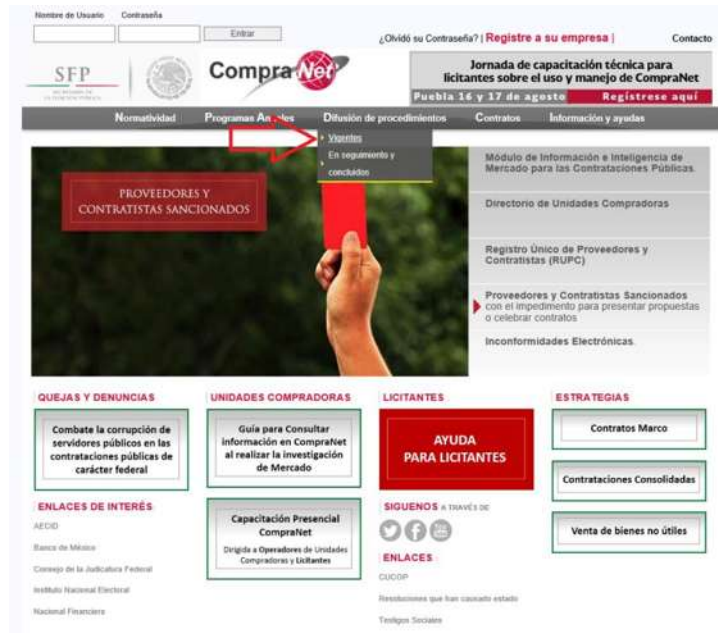 Nombre de Usuario Contraseña
Entrar
¿Olvidó su Contraseña? | Registre a su empresa | Contacto
SFP
CompraNet
Jornada de capacitación técnica para
licitantes sobre el uso y manejo de CompraNet
Puebla 16 y 17 de agosto Regístrese aquí
Normatividad Programas Anuales Difusión de procedimientos Contratos Información y ayudas
Vigentes
En seguimiento y
concluidos
PROVEEDORES Y
CONTRATISTAS SANCIONADOS
Módulo de Información e Inteligencia de
Mercado para las Contrataciones Públicas.
Directorio de Unidades Compradoras
Registro Único de Proveedores y
Contratistas (RUPC)
Proveedores y Contratistas Sancionados
con el impedimento para presentar propuestas
o celebrar contratos
Inconformidades Electrónicas.
QUEJAS Y DENUNCIAS
Combate la corrupción de
servidores públicos en las
contrataciones públicas de
carácter federal
ENLACES DE INTERÉS
AECID
Banco de México
Consejo de la Judicatura Federal
Instituto Nacional Electoral
Nacional Financiera
UNIDADES COMPRADORAS
Guía para Consultar
información en CompraNet
al realizar la investigación
de Mercado
Capacitación Presencial
CompraNet
Dirigida a Operadores de Unidades
Compradoras y Licitantes
LICITANTES
AYUDA
PARA LICITANTES
SIGUENOS A TRAVÉS DE
ENLACES
CUCOP
Resoluciones que han causado estado
Testigos Sociales
ESTRATEGIAS
Contratos Marco
Contrataciones Consolidadas
Venta de bienes no útiles